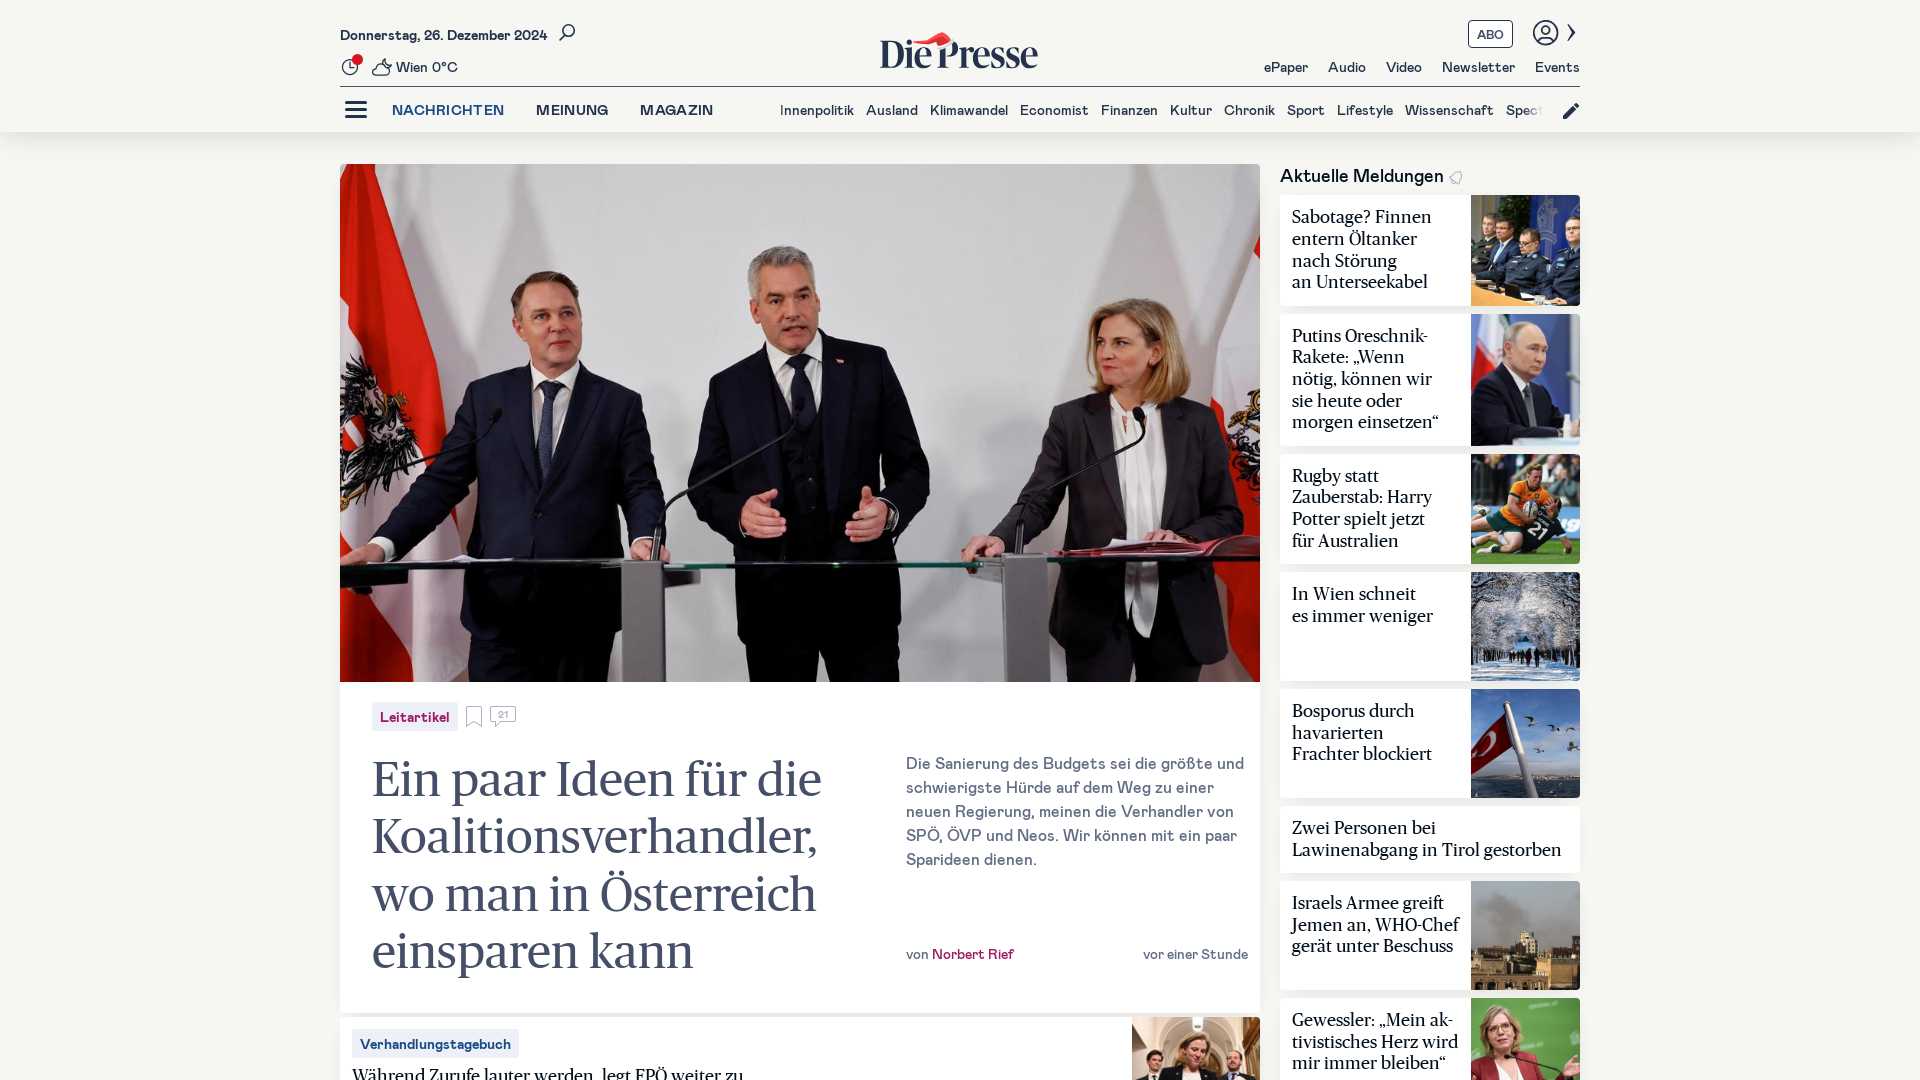 Donnerstag, 26. Dezember 2024
Wien 0°C
Die Presse
ABO
ePaper Audio Video Newsletter Events
NACHRICHTEN MEINUNG MAGAZIN
Innenpolitik Ausland Klimawandel Economist Finanzen Kultur Chronik Sport Lifestyle Wissenschaft Spect
Leitartikel
21
Ein paar Ideen für die
Koalitionsverhandler,
wo man in Österreich
einsparen kann
Die Sanierung des Budgets sei die größte und
schwierigste Hürde auf dem Weg zu einer
neuen Regierung, meinen die Verhandler von
SPÖ, ÖVP und Neos. Wir können mit ein paar
Sparideen dienen.
von Norbert Rief
vor einer Stunde
Verhandlungstagebuch
Während Zurufe lauter werden, legt FPÖ weiter zu
Aktuelle Meldungen
Sabotage? Finnen
entern Öltanker
nach Störung
an Unterseekabel
Putins Oreschnik-
Rakete: „Wenn
nötig, können wir
sie heute oder
morgen einsetzen“
Rugby statt
Zauberstab: Harry
Potter spielt jetzt
für Australien
21
In Wien schneit
es immer weniger
Bosporus durch
havarierten
Frachter blockiert
Zwei Personen bei
Lawinenabgang in Tirol gestorben
Israels Armee greift
Jemen an, WHO-Chef
gerät unter Beschuss
Gewessler: „Mein ak-
tivistisches Herz wird
mir immer bleiben“